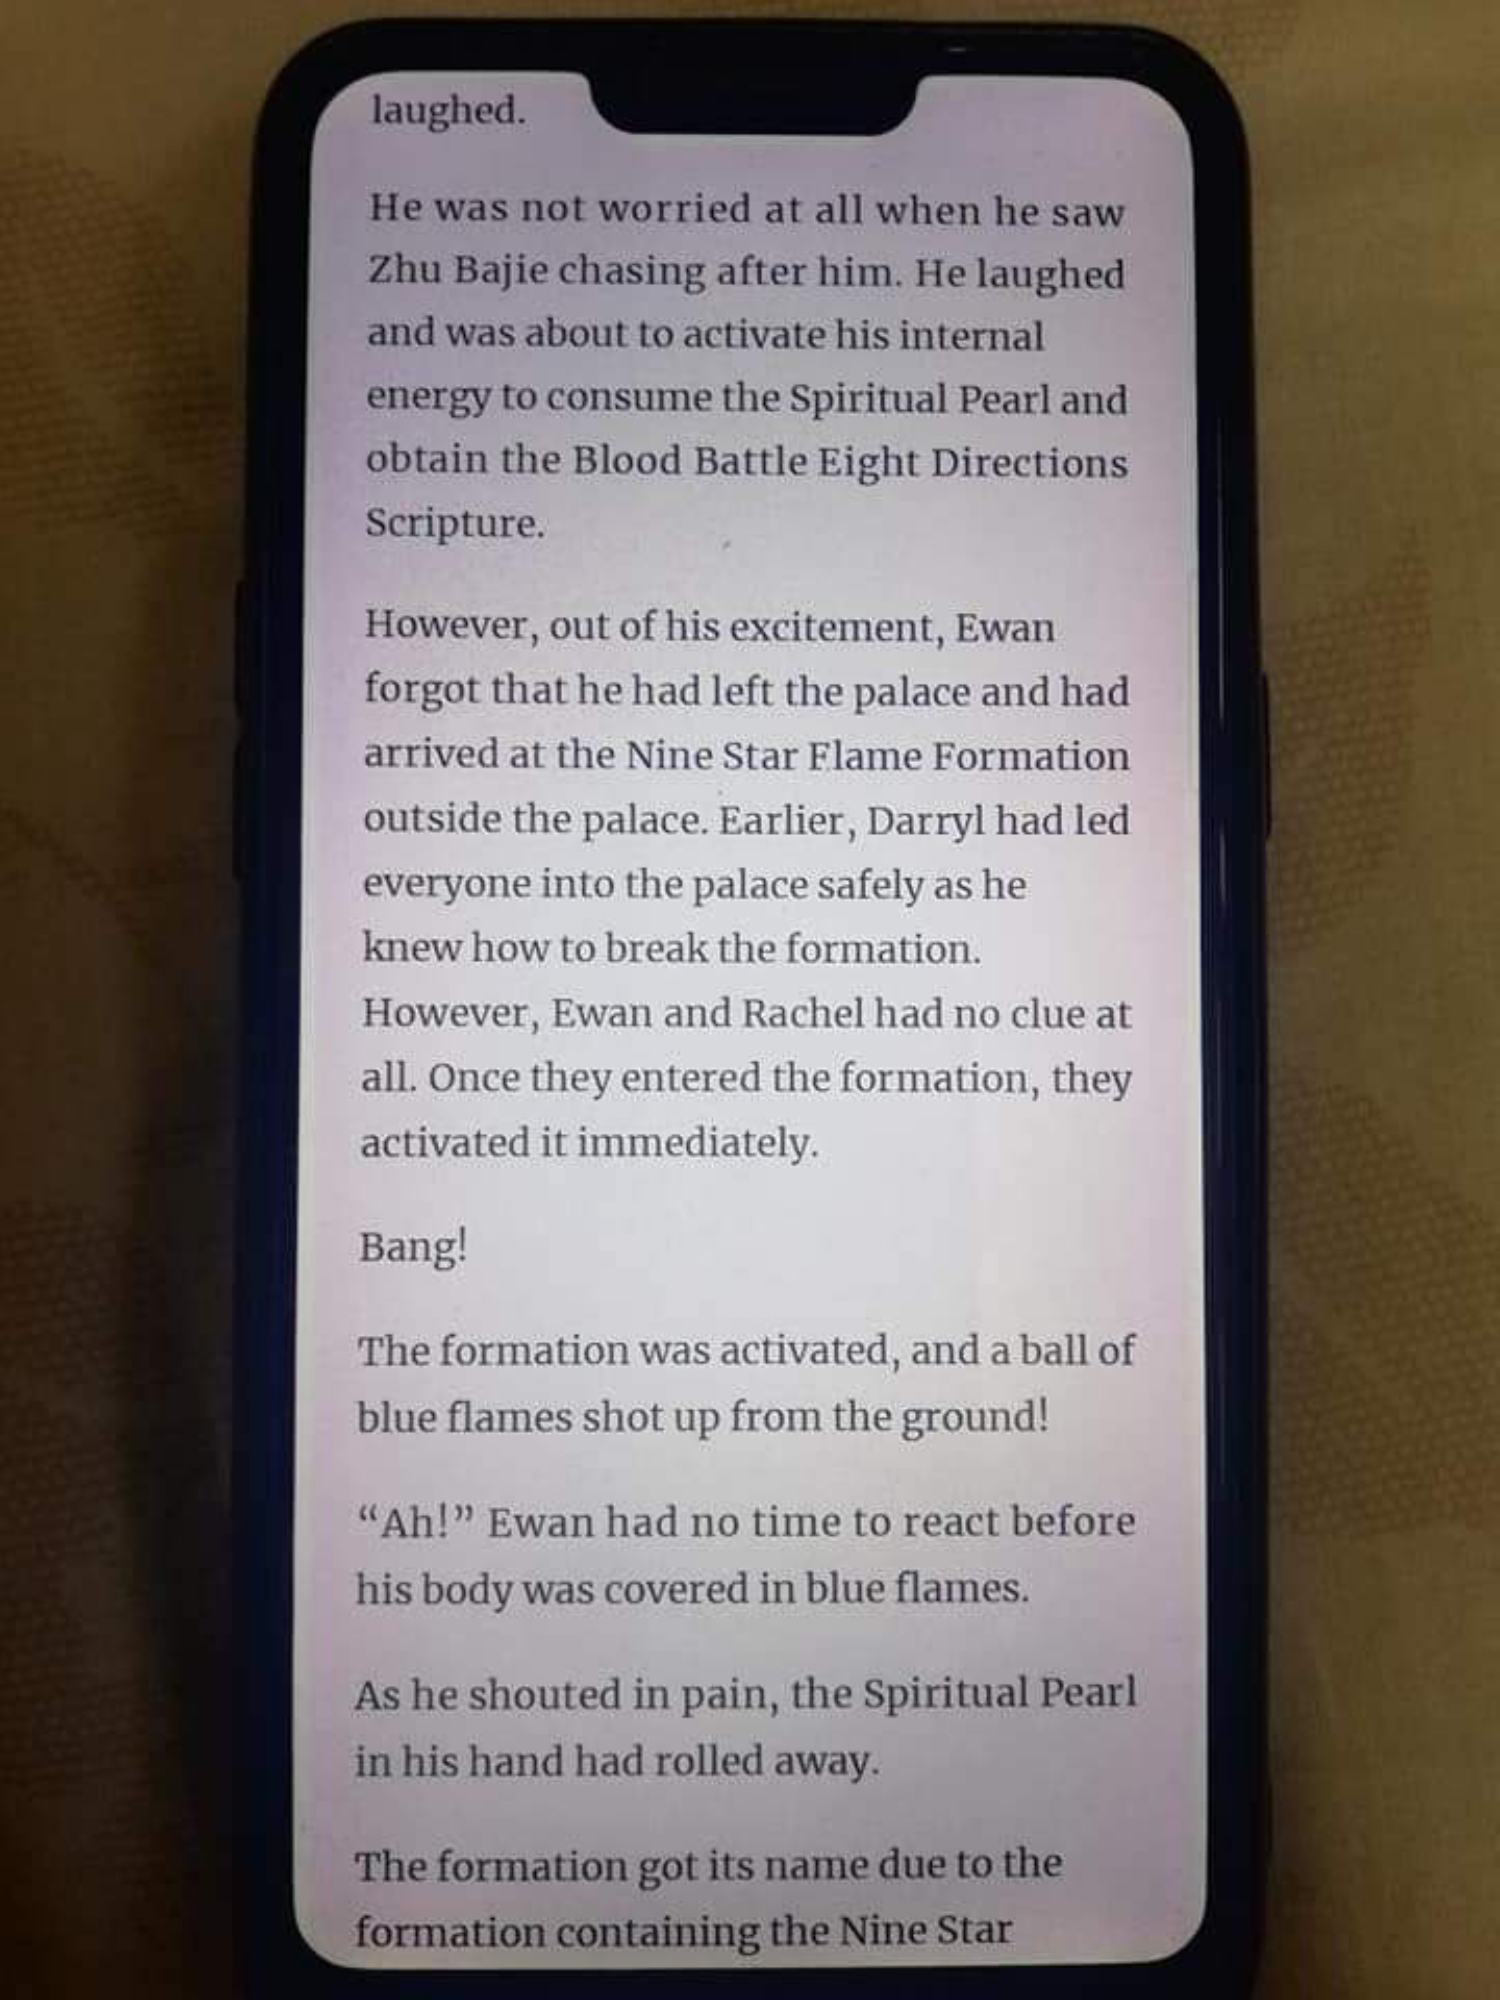 laughed.
He was not worried at all when he saw
Zhu Bajie chasing after him. He laughed
and was about to activate his internal
energy to consume the Spiritual Pearl and
obtain the Blood Battle Eight Directions
Scripture.
However, out of his excitement, Ewan
forgot that he had left the palace and had
arrived at the Nine Star Flame Formation
outside the palace. Earlier, Darryl had led
everyone into the palace safely as he
knew how to break the formation.
However, Ewan and Rachel had no clue at
all. Once they entered the formation, they
activated it immediately.
Bang!
The formation was activated, and a ball of
blue flames shot up from the ground!
“Ah!” Ewan had no time to react before
his body was covered in blue flames.
As he shouted in pain, the Spiritual Pearl
in his hand had rolled away.
The formation got its name due to the
formation containing the Nine Star